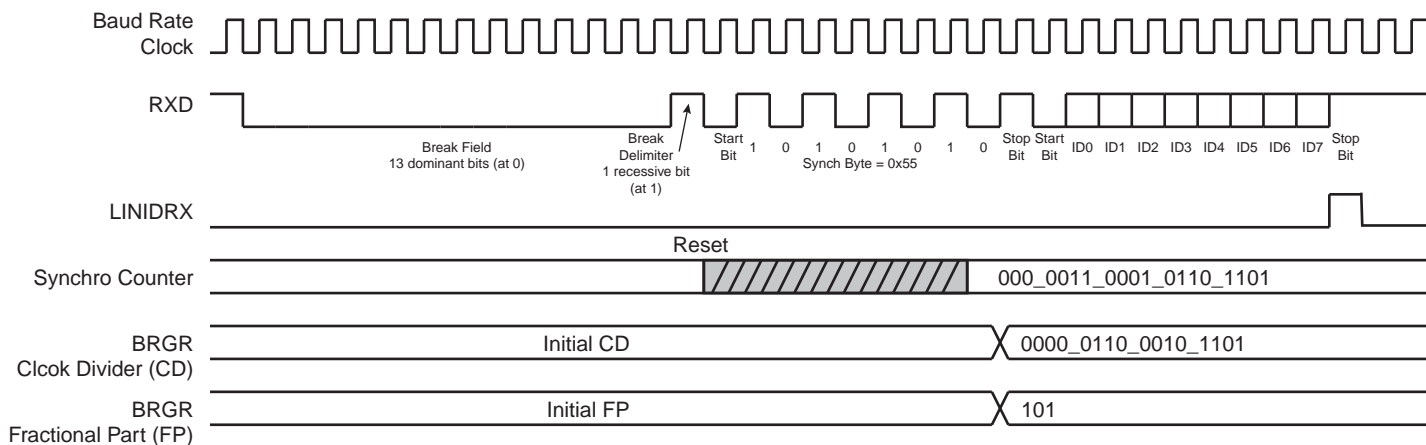 Baud Rate
Clock
RXD
Break Field
13 dominant bits (at 0)
Break
Delimiter
1 recessive bit
(at 1)
Start
Bit
1 0 1 0 1 0 1 0
Synch Byte = 0x55
Stop
Bit
Start
Bit
ID0 ID1 ID2 ID3 ID4 ID5 ID6 ID7
Stop
Bit
LINIDRX
Reset
Synchro Counter
000_0011_0001_0110_1101
BRGR
Clcok Divider (CD)
Initial CD
0000_0110_0010_1101
BRGR
Fractional Part (FP)
Initial FP
101